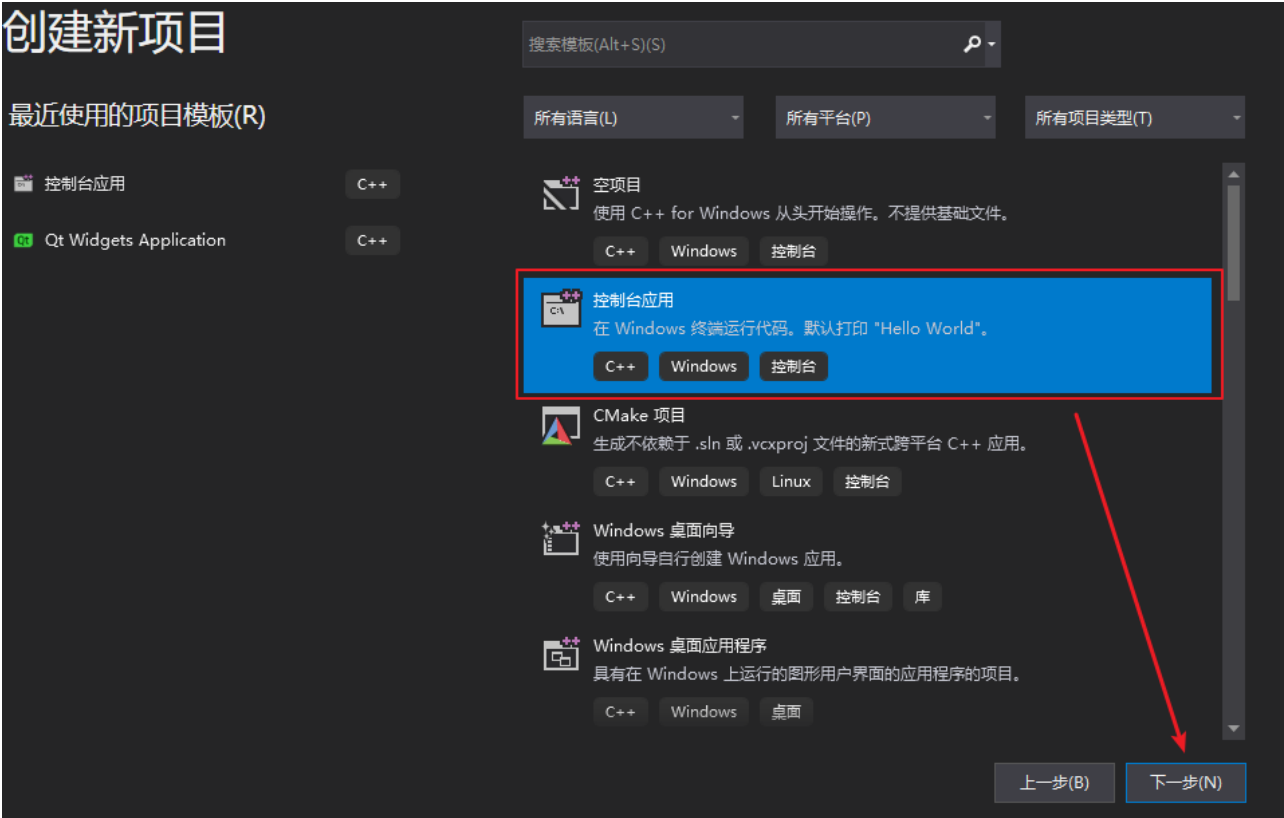 创建新项目
搜索模板(Alt+S)(S)
最近使用的项目模板(R)
所有语言(L)
所有平台(P)
所有项目类型(T)
控制台应用
C++
Qt
Qt Widgets Application
C++
空项目
使用 C++ for Windows 从头开始操作。不提供基础文件。
C++ Windows 控制台
C:\
控制台应用
在 Windows 终端运行代码。默认打印 "Hello World"。
C++ Windows 控制台
CMake 项目
生成不依赖于 .sln 或 .vcxproj 文件的新式跨平台 C++ 应用。
C++ Windows Linux 控制台
Windows 桌面向导
使用向导自行创建 Windows 应用。
C++ Windows 桌面 控制台 库
Windows 桌面应用程序
具有在 Windows 上运行的图形用户界面的应用程序的项目。
C++ Windows 桌面
上一步(B)
下一步(N)